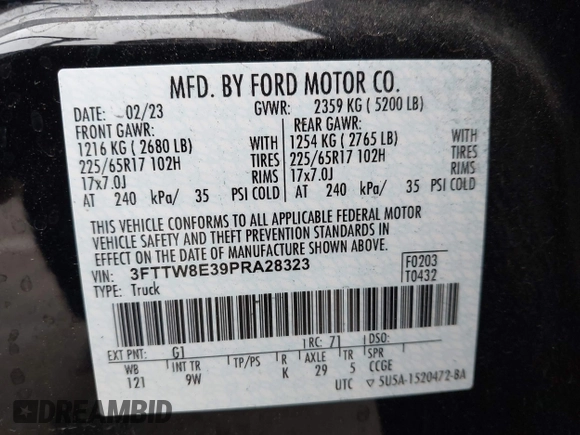 MFD. BY FORD MOTOR CO.
DATE: 02/23 GVWR: 2359 KG ( 5200 LB)
FRONT GAWR: REAR GAWR:
1216 KG ( 2680 LB) WITH 1254 KG ( 2765 LB) WITH
225/65R17 102H TIRES 225/65R17 102H TIRES
17x7.0J RIMS 17x7.0J RIMS
AT 240 kPa/ 35 PSI COLD AT 240 kPa/ 35 PSI COLD
THIS VEHICLE CONFORMS TO ALL APPLICABLE FEDERAL MOTOR
VEHICLE SAFETY AND THEFT PREVENTION STANDARDS IN
EFFECT ON THE DATE OF MANUFACTURE SHOWN ABOVE.
VIN: 3FTTW8E39PRA28323 F0203
TYPE: Truck T0432
EXT PNT: G1 RC: 71 DSO:
WB INT TR TP/PS R AXLE TR SPR
121 9W K 29 5 CCGE
UTC ▽ 5U5A-1520472-BA
DREAMBID